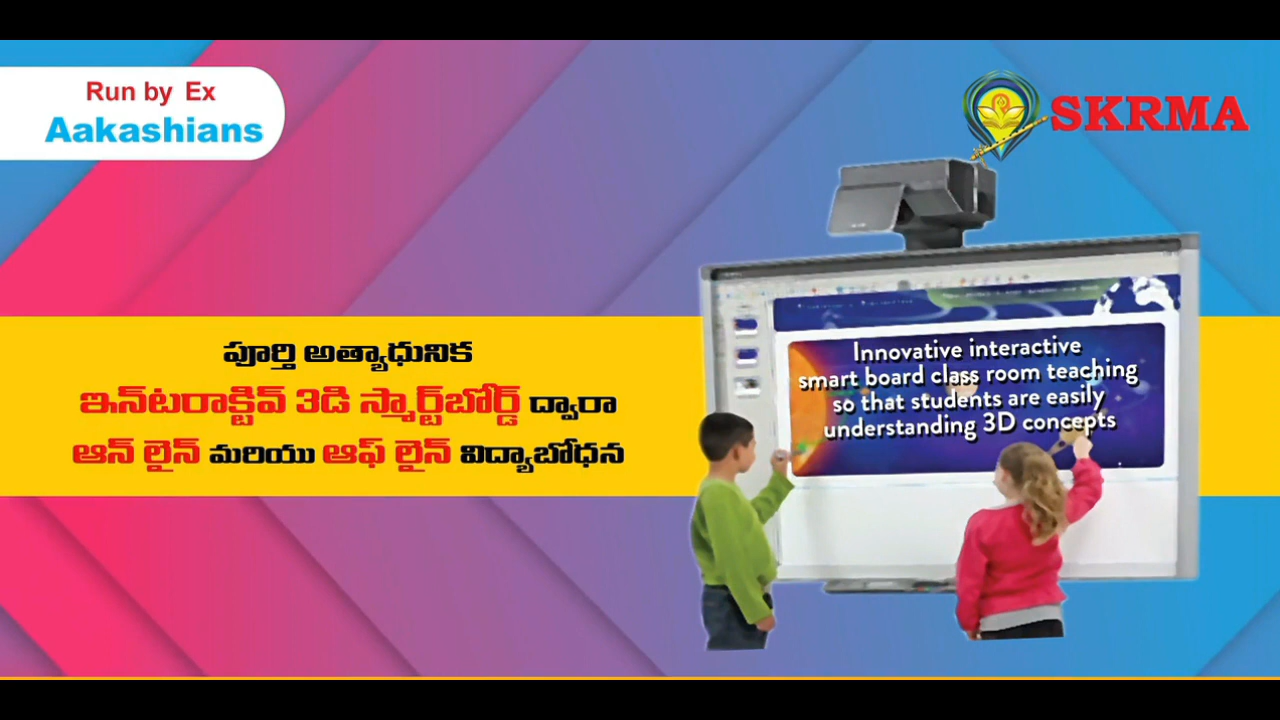 Run by Ex
Aakashians
SKRMA
పూర్తి అత్యాధునిక
ఇన్‌టరాక్టివ్ 3డి స్మార్ట్‌బోర్డ్ ద్వారా
ఆన్ లైన్ మరియు ఆఫ్ లైన్ విద్యాబోధన
Innovative interactive
smart board class room teaching
so that students are easily
understanding 3D concepts